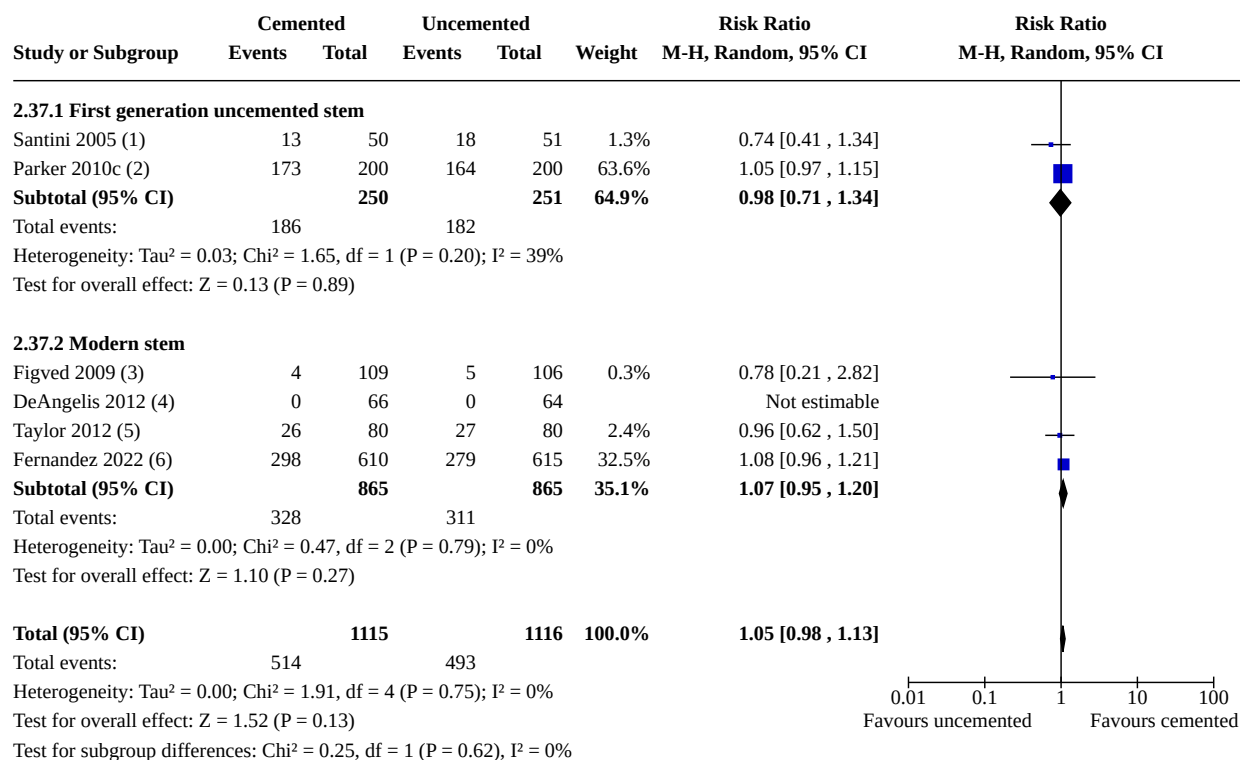 Cemented Uncemented Risk Ratio Risk Ratio
Study or Subgroup Events Total Events Total Weight M-H, Random, 95% CI M-H, Random, 95% CI
2.37.1 First generation uncemented stem
Santini 2005 (1) 13 50 18 51 1.3% 0.74 [0.41 , 1.34]
Parker 2010c (2) 173 200 164 200 63.6% 1.05 [0.97 , 1.15]
Subtotal (95% CI) 250 251 64.9% 0.98 [0.71 , 1.34]
Total events: 186 182
Heterogeneity: Tau² = 0.03; Chi² = 1.65, df = 1 (P = 0.20); I² = 39%
Test for overall effect: Z = 0.13 (P = 0.89)
2.37.2 Modern stem
Figved 2009 (3) 4 109 5 106 0.3% 0.78 [0.21 , 2.82]
DeAngelis 2012 (4) 0 66 0 64 Not estimable
Taylor 2012 (5) 26 80 27 80 2.4% 0.96 [0.62 , 1.50]
Fernandez 2022 (6) 298 610 279 615 32.5% 1.08 [0.96 , 1.21]
Subtotal (95% CI) 865 865 35.1% 1.07 [0.95 , 1.20]
Total events: 328 311
Heterogeneity: Tau² = 0.00; Chi² = 0.47, df = 2 (P = 0.79); I² = 0%
Test for overall effect: Z = 1.10 (P = 0.27)
Total (95% CI) 1115 1116 100.0% 1.05 [0.98 , 1.13]
Total events: 514 493
Heterogeneity: Tau² = 0.00; Chi² = 1.91, df = 4 (P = 0.75); I² = 0%
0.01 0.1 1 10 100
Test for overall effect: Z = 1.52 (P = 0.13) Favours uncemented Favours cemented
Test for subgroup differences: Chi² = 0.25, df = 1 (P = 0.62), I² = 0%